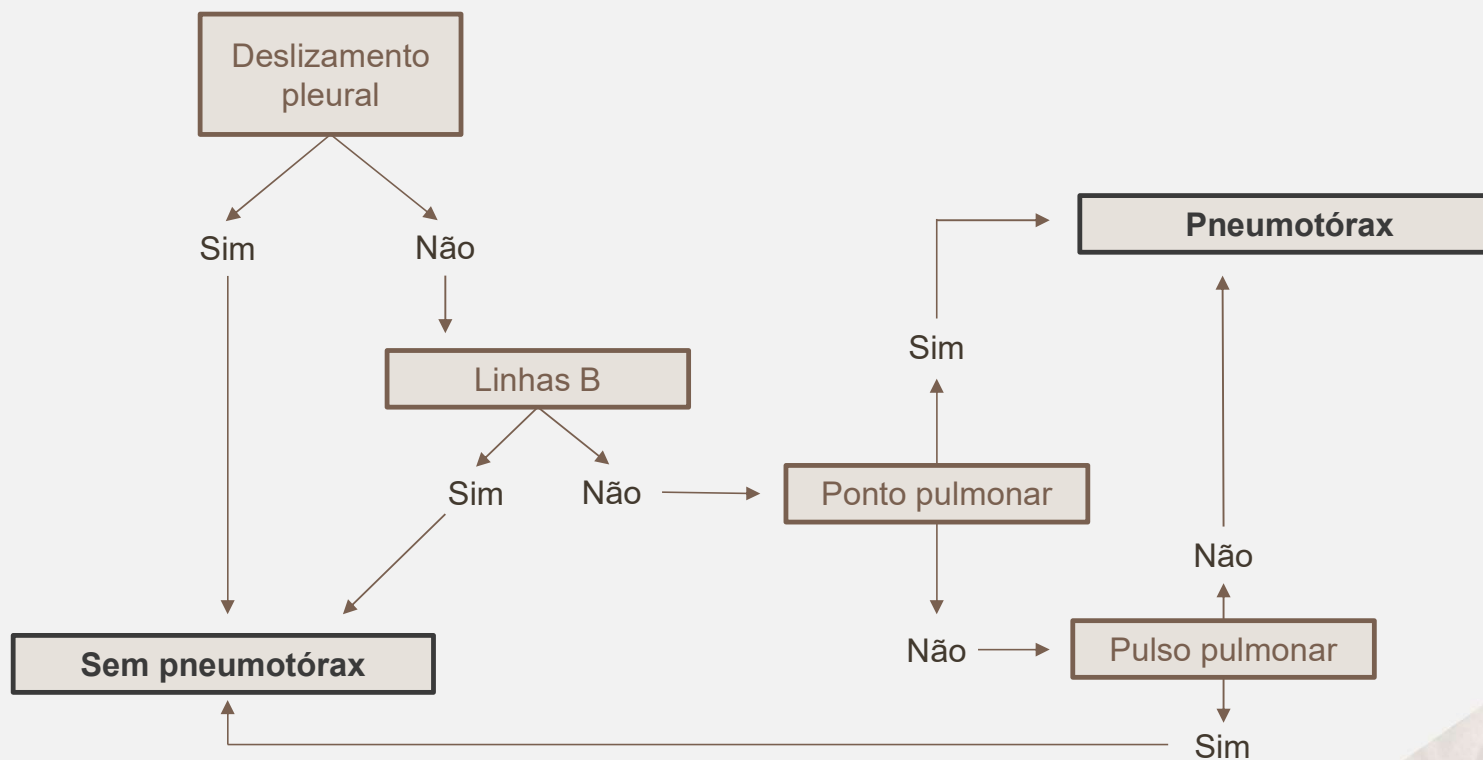 Deslizamento
pleural
Sim
Não
Pneumotórax
Sim
Linhas B
Sim
Não
Ponto pulmonar
Não
Não
Pulso pulmonar
Sem pneumotórax
Sim